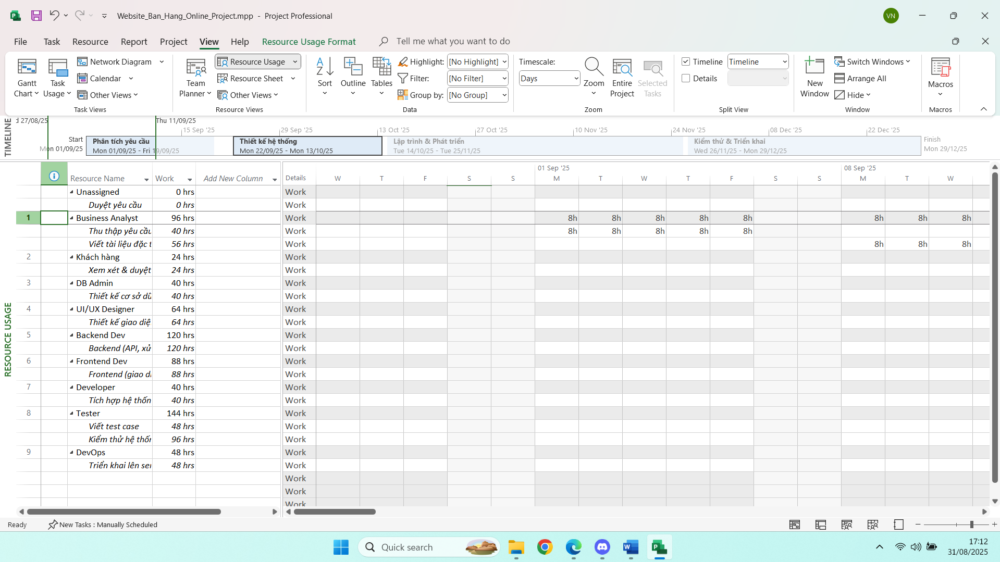 Website_Ban_Hang_Online_Project.mpp - Project Professional
VN
File Task Resource Report Project View Help Resource Usage Format Tell me what you want to do
Gantt Chart
Task Usage
Network Diagram
Calendar
Other Views
Task Views
Team Planner
Resource Usage
Resource Sheet
Other Views
Resource Views
Sort
Outline
Tables
Highlight: [No Highlight]
Filter: [No Filter]
Group by: [No Group]
Data
Timescale:
Days
Zoom
Entire Project
Selected Tasks
Zoom
Timeline Timeline
Details
Split View
New Window
Switch Windows
Arrange All
Hide
Window
Macros
Macros
TIMELINE
d 27/08/25 Thu 11/09/25
15 Sep '25 29 Sep '25 13 Oct '25 27 Oct '25 10 Nov '25 24 Nov '25 08 Dec '25 22 Dec '25
Start
Mon 01/09/25
Phân tích yêu cầu
Mon 01/09/25 - Fri 19/09/25
Thiết kế hệ thống
Mon 22/09/25 - Mon 13/10/25
Lập trình & Phát triển
Tue 14/10/25 - Tue 25/11/25
Kiểm thử & Triển khai
Wed 26/11/25 - Mon 29/12/25
Finish
Mon 29/12/25
RESOURCE USAGE
01 Sep '25 08 Sep '25
Resource Name Work Add New Column Details W T F S S M T W T F S S M T W
Unassigned 0 hrs Work
Duyệt yêu cầu 0 hrs Work
1 Business Analyst 96 hrs Work 8h 8h 8h 8h 8h 8h 8h 8h
Thu thập yêu cầu 40 hrs Work 8h 8h 8h 8h 8h
Viết tài liệu đặc t 56 hrs Work 8h 8h 8h
2 Khách hàng 24 hrs Work
Xem xét & duyệt 24 hrs Work
3 DB Admin 40 hrs Work
Thiết kế cơ sở dũ 40 hrs Work
4 UI/UX Designer 64 hrs Work
Thiết kế giao diệ 64 hrs Work
5 Backend Dev 120 hrs Work
Backend (API, xử 120 hrs Work
6 Frontend Dev 88 hrs Work
Frontend (giao di 88 hrs Work
7 Developer 40 hrs Work
Tích hợp hệ thốn 40 hrs Work
8 Tester 144 hrs Work
Viết test case 48 hrs Work
Kiểm thử hệ thối 96 hrs Work
9 DevOps 48 hrs Work
Triển khai lên sei 48 hrs Work
Work
Work
Work
Ready New Tasks : Manually Scheduled
Quick search
17:12
31/08/2025